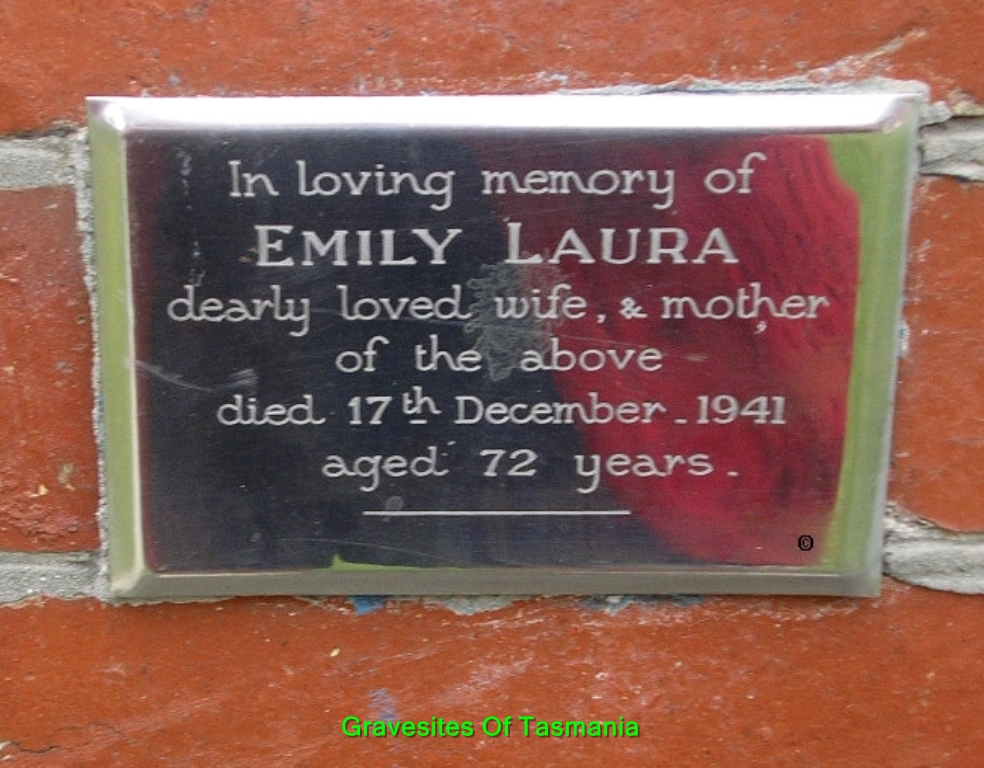 In loving memory of
EMILY LAURA
dearly loved wife, & mother
of the above
died 17th December. 1941
aged 72 years.
©
Gravesites Of Tasmania